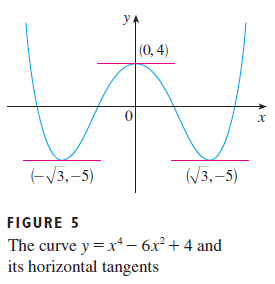 y
(0, 4)
0
x
(–√3, –5)
(√3, –5)
FIGURE 5
The curve y = x⁴ – 6x² + 4 and
its horizontal tangents